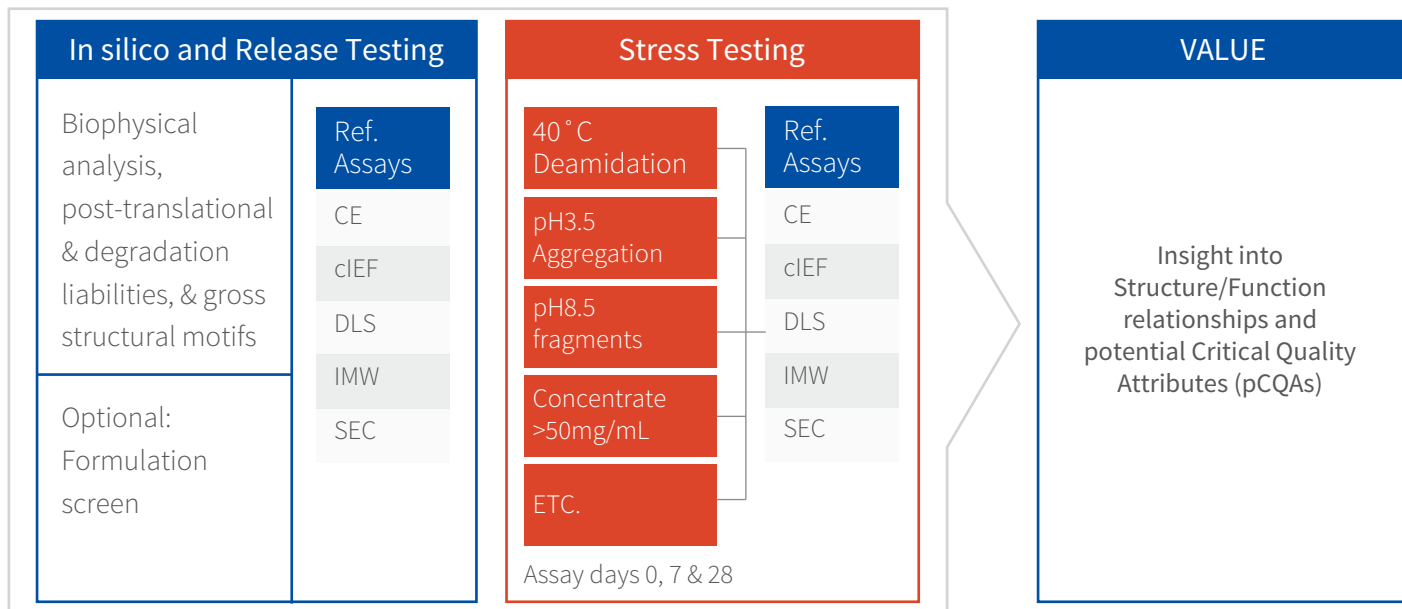 In silico and Release Testing
Biophysical
analysis,
post-translational
& degradation
liabilities, & gross
structural motifs
Optional:
Formulation
screen
Ref.
Assays
CE
cIEF
DLS
IMW
SEC
Stress Testing
40˚C
Deamidation
pH3.5
Aggregation
pH8.5
fragments
Concentrate
>50mg/mL
ETC.
Assay days 0, 7 & 28
Ref.
Assays
CE
cIEF
DLS
IMW
SEC
VALUE
Insight into
Structure/Function
relationships and
potential Critical Quality
Attributes (pCQAs)